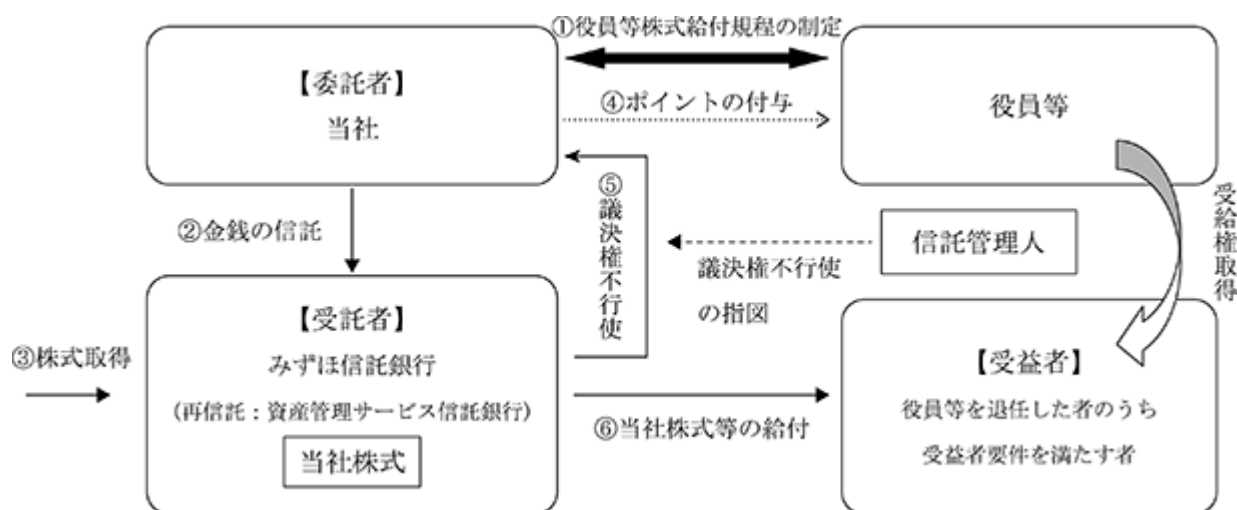 ①役員等株式給付規程の制定
【委託者】
当社
④ポイントの付与
役員等
②金銭の信託
⑤議決権不行使
信託管理人
議決権不行使
の指図
受給権取得
③株式取得
【受託者】
みずほ信託銀行
(再信託:資産管理サービス信託銀行)
当社株式
⑥当社株式等の給付
【受益者】
役員等を退任した者のうち
受益者要件を満たす者